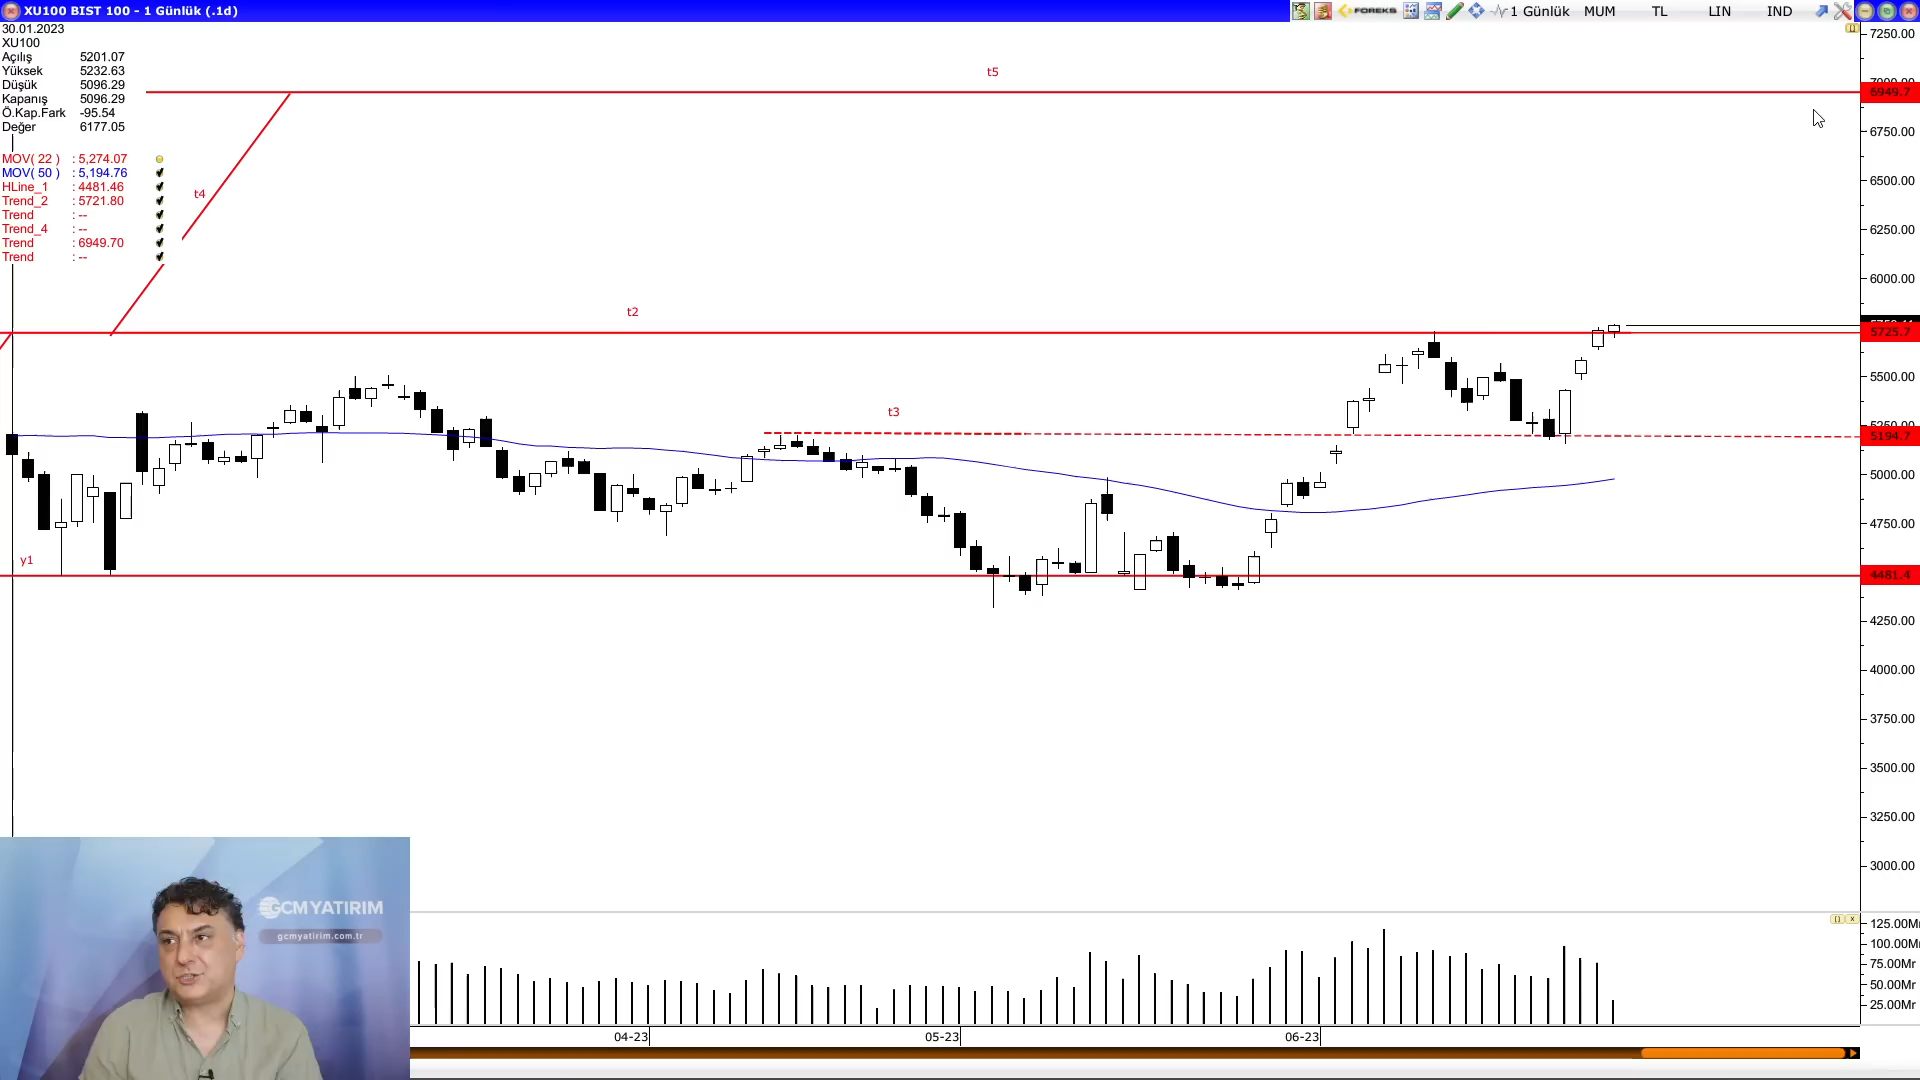 XU100 BIST 100 - 1 Günlük (.1d)
FOREKS 1 Günlük MUM TL LIN IND
30.01.2023
XU100
Açılış 5201.07
Yüksek 5232.63
Düşük 5096.29
Kapanış 5096.29
Ö.Kap.Fark -95.54
Değer 6177.05
MOV( 22 ) : 5,274.07
MOV( 50 ) : 5,194.76
HLine_1 : 4481.46
Trend_2 : 5721.80
Trend : --
Trend_4 : --
Trend : 6949.70
Trend : --
t5
t4
t2
t3
y1
7250.00
6949.7
6750.00
6500.00
6250.00
6000.00
5725.7
5500.00
5194.7
5000.00
4750.00
4481.4
4250.00
4000.00
3750.00
3500.00
3250.00
3000.00
125.00Mr
100.00Mr
75.00Mr
50.00Mr
25.00Mr
04-23
05-23
06-23
GCM YATIRIM
gcmyatirim.com.tr